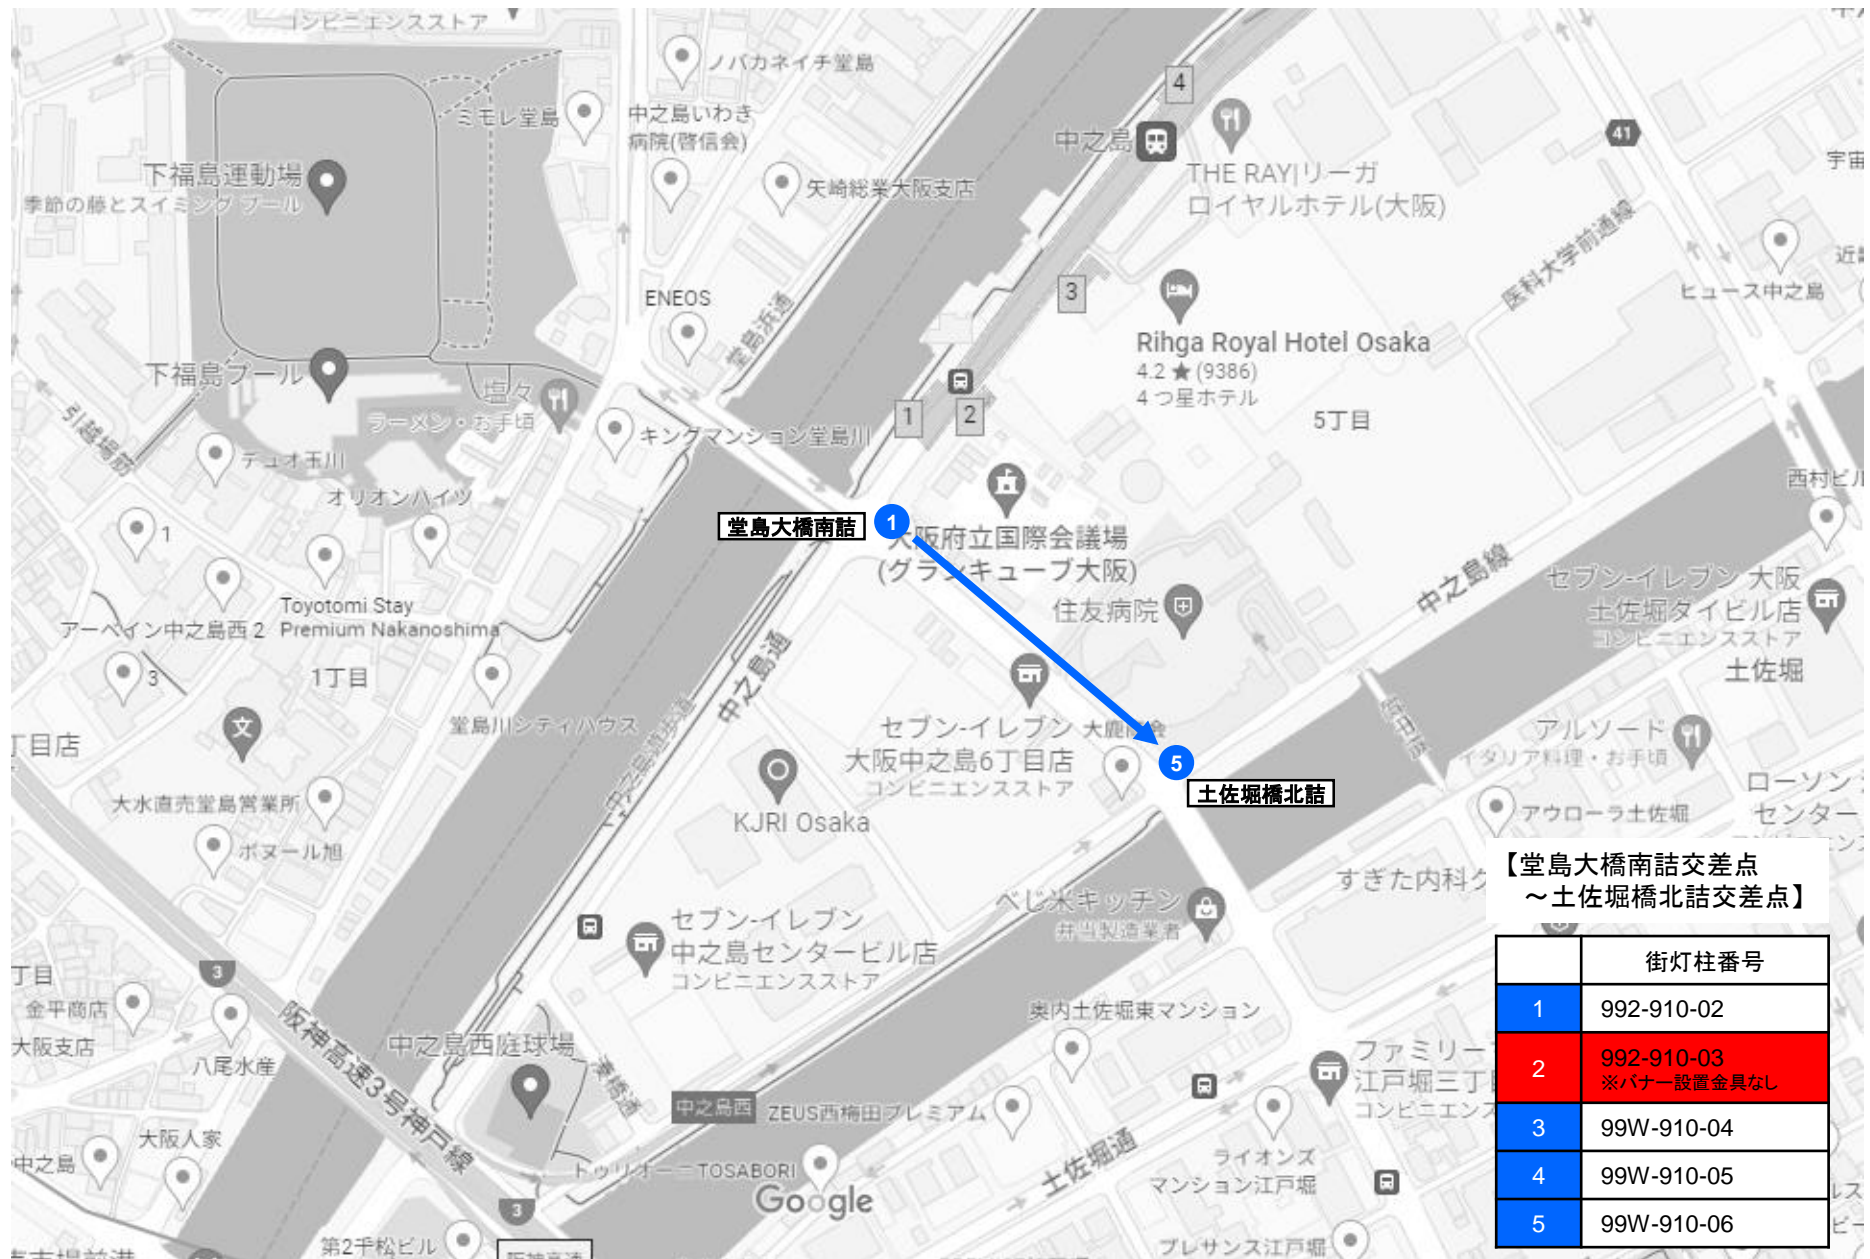 コンビニエンスストア
ノバカネイチ堂島
4
ミモレ堂島
中之島いわき
病院(啓信会)
中之島
41
THE RAY|リーガ
ロイヤルホテル(大阪)
下福島運動場
季節の藤とスイミング プール
矢崎総業大阪支店
医科大学前通線
ヒュース中之島
3
ENEOS
堂島浜通
Rihga Royal Hotel Osaka
4.2 ★ (9386)
4 つ星ホテル
5丁目
下福島プール
塩々
ラーメン・お手頃
1
2
キングマンション堂島川
引越場筋
デュオ玉川
オリオンハイツ
1
西村ビル
堂島大橋南詰
1
大阪府立国際会議場
(グランキューブ大阪)
中之島線
セブン-イレブン 大阪
土佐堀タイビル店
コンビニエンスストア
住友病院
Toyotomi Stay
Premium Nakanoshima
アーベイン中之島西 2
3
1丁目
土佐堀
中之島通
堂島川シティハウス
セブン-イレブン
大阪中之島6丁目店
コンビニエンスストア
5
土佐堀橋北詰
アルソード
イタリア料理・お手頃
丁目店
大水直売堂島営業所
KJRI Osaka
アウローラ土佐堀
ローソン
センター
ボヌール旭
すぎた内科ク
【堂島大橋南詰交差点
～土佐堀橋北詰交差点】
べじ米キッチン
弁当製造業者
セブン-イレブン
中之島センタービル店
コンビニエンスストア
街灯柱番号
1 992-910-02
2 992-910-03
※バナー設置金具なし
3 99W-910-04
4 99W-910-05
5 99W-910-06
丁目
3
金平商店
大阪支店
八尾水産
阪神高速3号神戸線
中之島西庭球場
湊橋通
奥内土佐堀東マンション
ファミリー
江戸堀三丁
コンビニエンス
中之島西
ZEUS西梅田プレミアム
大阪人家
中之島
トゥリオーニTOSABORI
土佐堀通
ライオンズ
マンション江戸堀
Google
3
第2千松ビル
阪神高速
プレサンス江戸堀